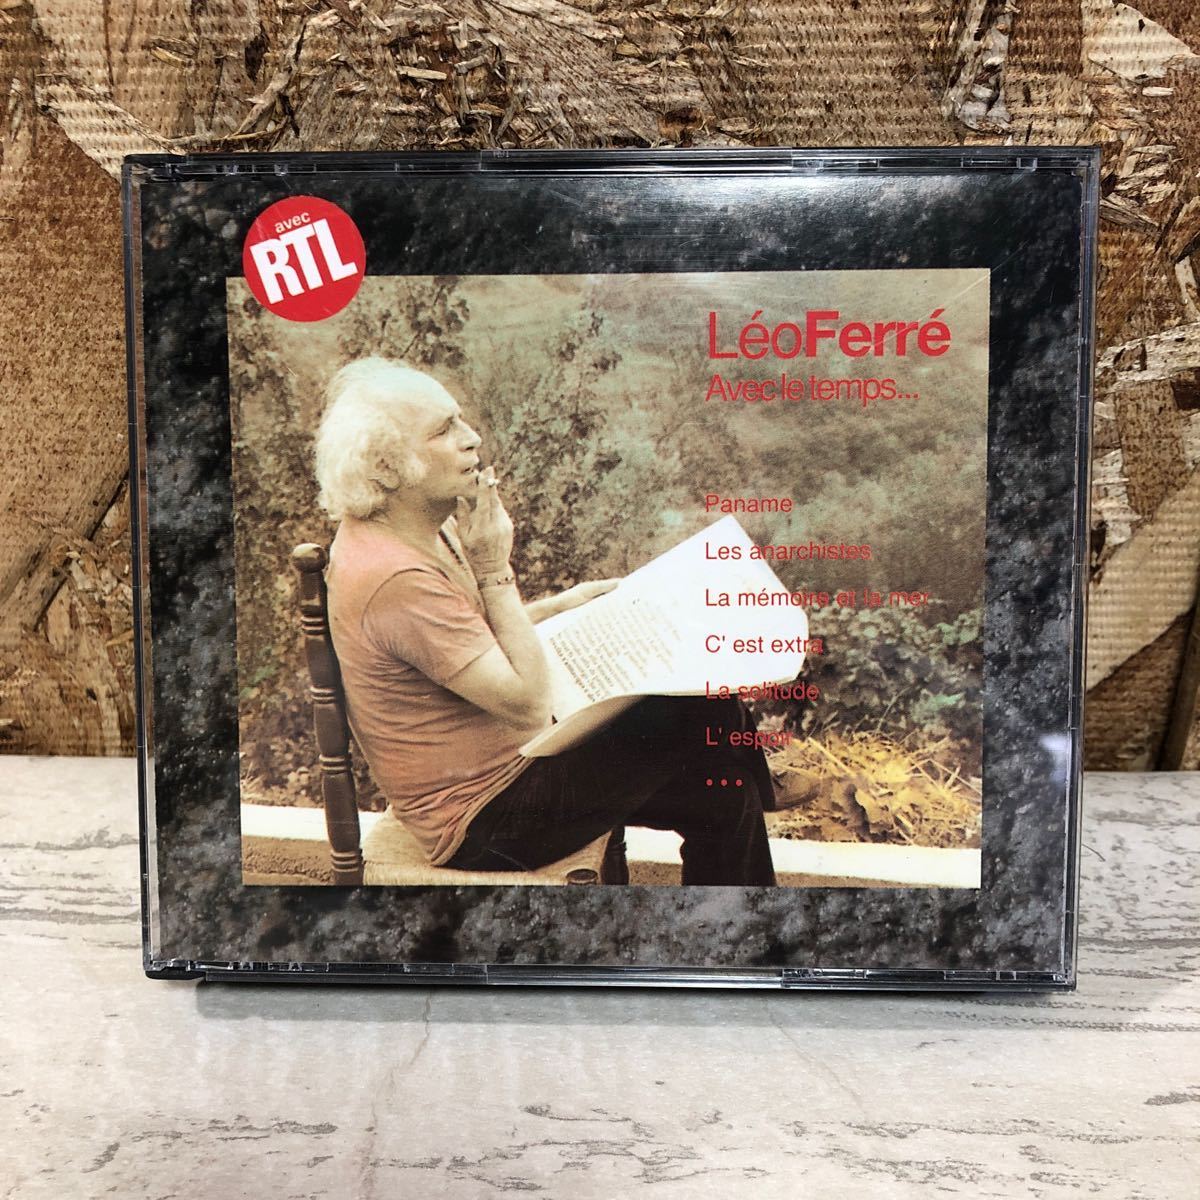 avec
RTL
LéoFerré
Avec le temps...
Paname
Les anarchistes
La mémoire et la mer
C' est extra
La solitude
L' espoir
...